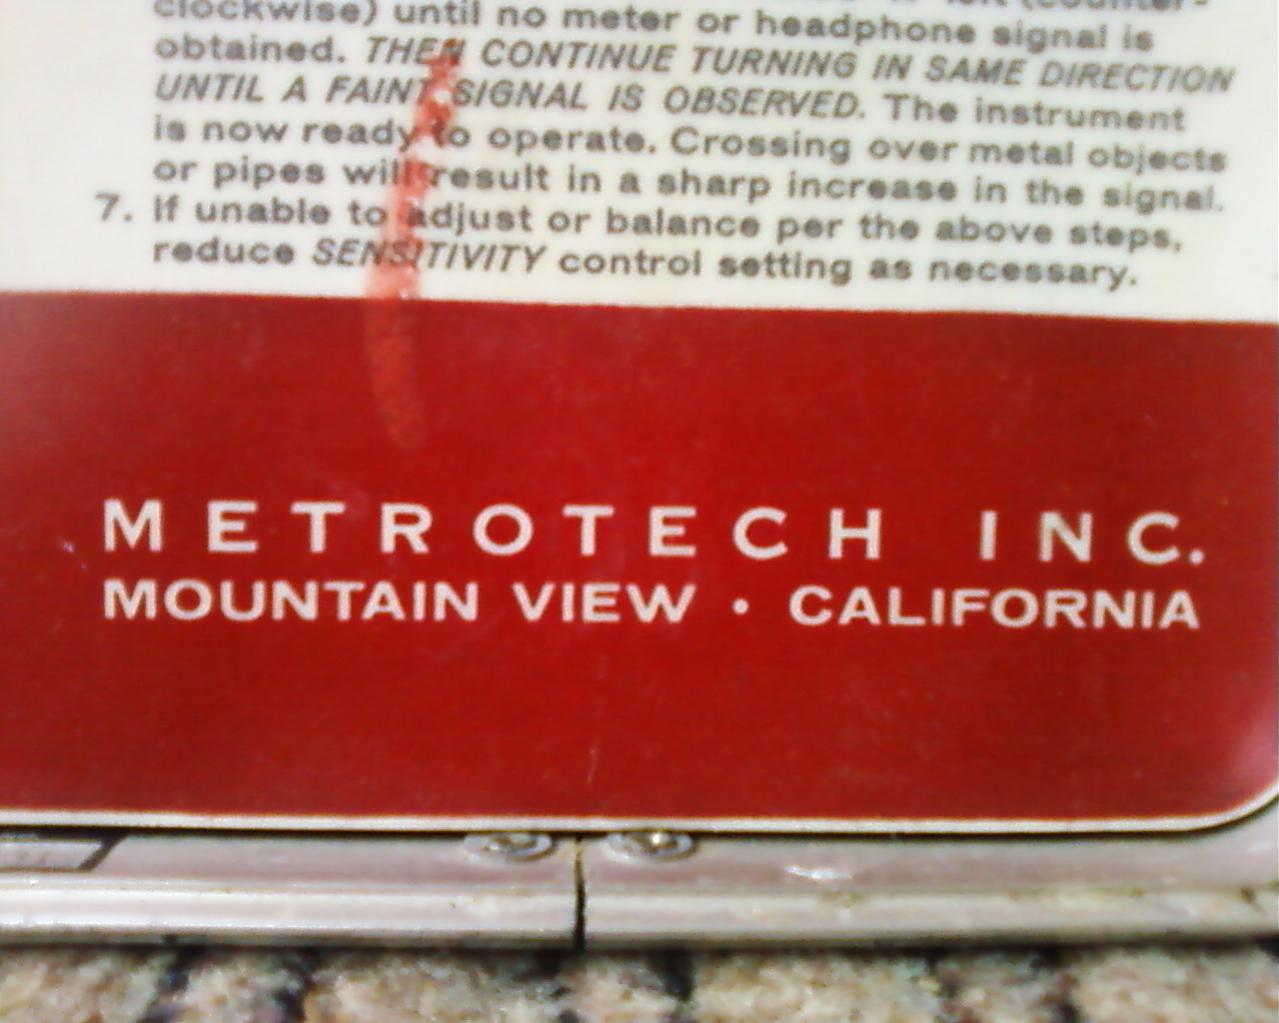 clockwise) until no meter or headphone signal is
obtained. THEN CONTINUE TURNING IN SAME DIRECTION
UNTIL A FAINT SIGNAL IS OBSERVED. The instrument
is now ready to operate. Crossing over metal objects
or pipes will result in a sharp increase in the signal.
7. If unable to adjust or balance per the above steps,
reduce SENSITIVITY control setting as necessary.
METROTECH INC.
MOUNTAIN VIEW • CALIFORNIA